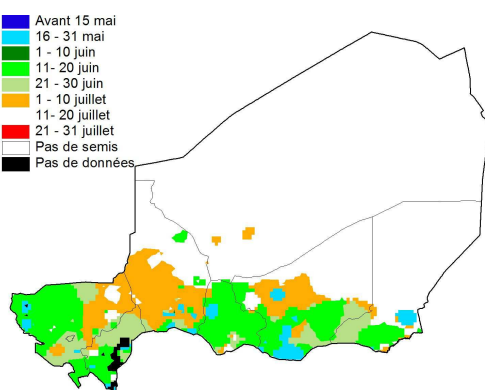 Avant 15 mai
16 - 31 mai
1 - 10 juin
11- 20 juin
21 - 30 juin
1 - 10 juillet
11- 20 juillet
21 - 31 juillet
Pas de semis
Pas de données